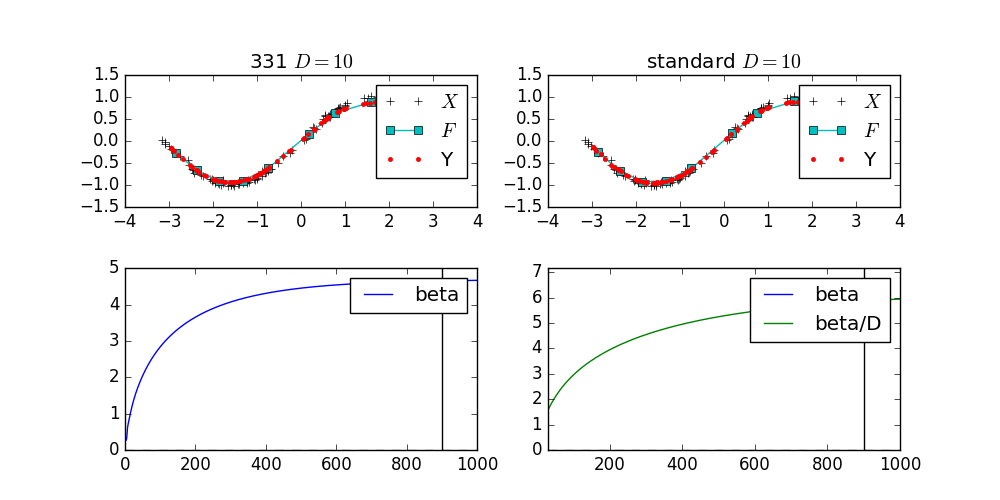 331 D = 10
1.5
1.0
0.5
0.0
−0.5
−1.0
−1.5
−4 −3 −2 −1 0 1 2 3 4
X
F
Y
standard D = 10
1.5
1.0
0.5
0.0
−0.5
−1.0
−1.5
−4 −3 −2 −1 0 1 2 3 4
X
F
Y
5
4
3
2
1
0
0 200 400 600 800 1000
beta
7
6
5
4
3
2
1
0
200 400 600 800 1000
beta
beta/D